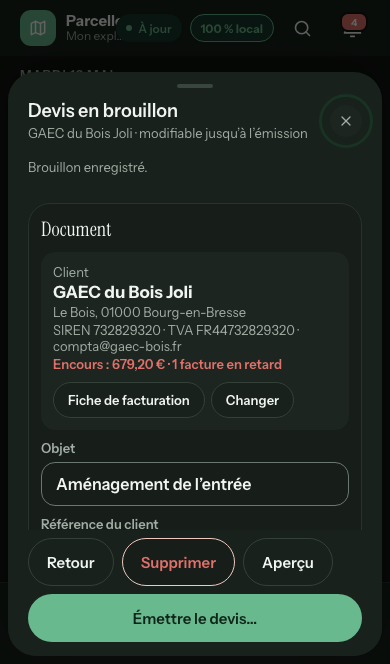 Parcelle
Mon expl...
À jour
100 % local
4
Devis en brouillon
GAEC du Bois Joli · modifiable jusqu’à l’émission
Brouillon enregistré.
Document
Client
GAEC du Bois Joli
Le Bois, 01000 Bourg-en-Bresse
SIREN 732829320 · TVA FR44732829320 ·
compta@gaec-bois.fr
Encours : 679,20 € · 1 facture en retard
Fiche de facturation
Changer
Objet
Aménagement de l’entrée
Référence du client
Retour
Supprimer
Aperçu
Émettre le devis…